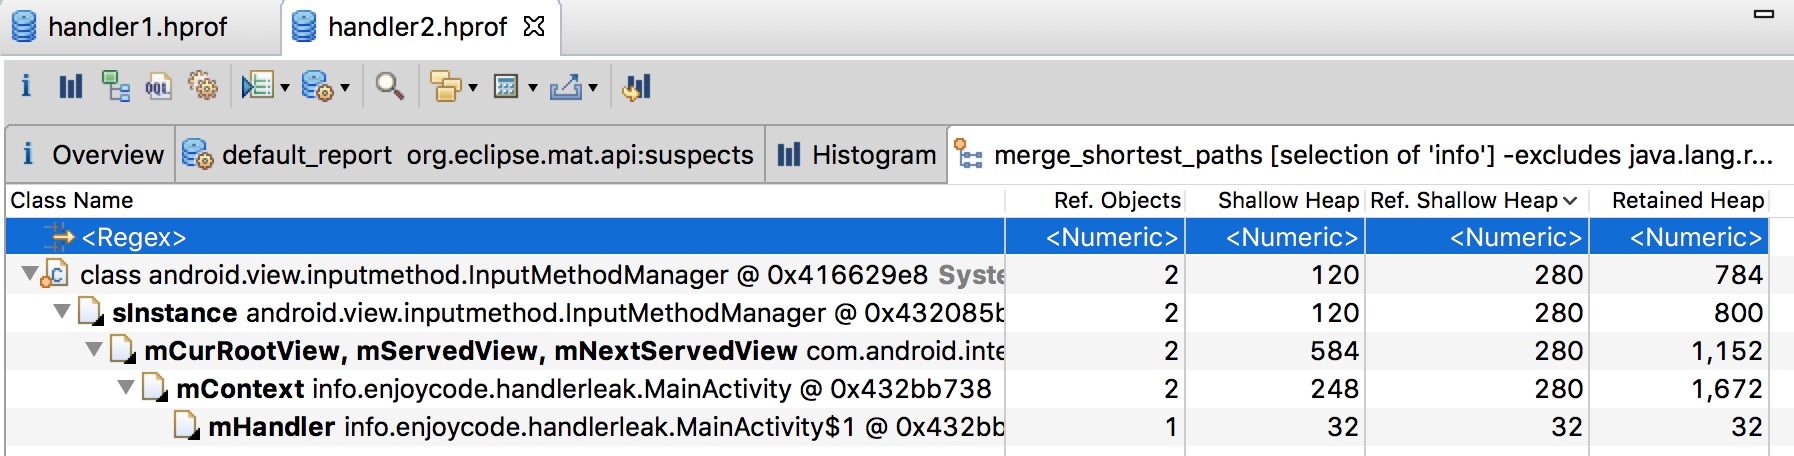 handler1.hprof handler2.hprof
i OQL
i Overview default_report org.eclipse.mat.api:suspects Histogram merge_shortest_paths [selection of 'info'] -excludes java.lang.r...
Class Name Ref. Objects Shallow Heap Ref. Shallow Heap Retained Heap
<Regex> <Numeric> <Numeric> <Numeric> <Numeric>
class android.view.inputmethod.InputMethodManager @ 0x416629e8 Syste 2 120 280 784
sInstance android.view.inputmethod.InputMethodManager @ 0x432085b 2 120 280 800
mCurRootView, mServedView, mNextServedView com.android.inte 2 584 280 1,152
mContext info.enjoycode.handlerleak.MainActivity @ 0x432bb738 2 248 280 1,672
mHandler info.enjoycode.handlerleak.MainActivity$1 @ 0x432bb 1 32 32 32